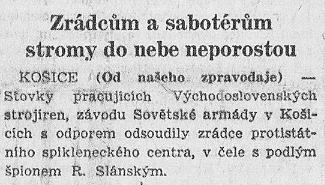 Zrádcům a sabotérům
stromy do nebe neporostou
KOŠICE (Od našeho zpravodaje) —
Stovky pracujicích Východoslovenských
strojíren, závodu Sovětské armády v Koši-
cích s odporem odsoudily zrádce protistát-
ního spikleneckého centra, v čele s podlým
špionem R. Slánským.